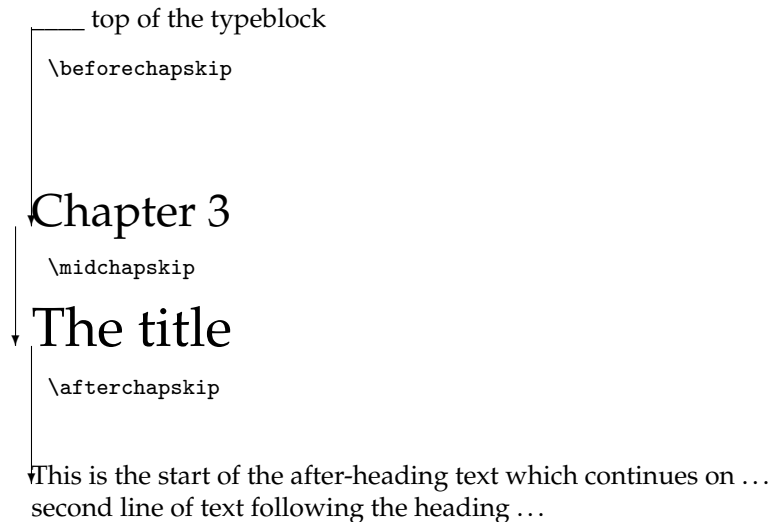 ____ top of the typeblock
\beforechapskip
Chapter 3
\midchapskip
The title
\afterchapskip
This is the start of the after-heading text which continues on …
second line of text following the heading …